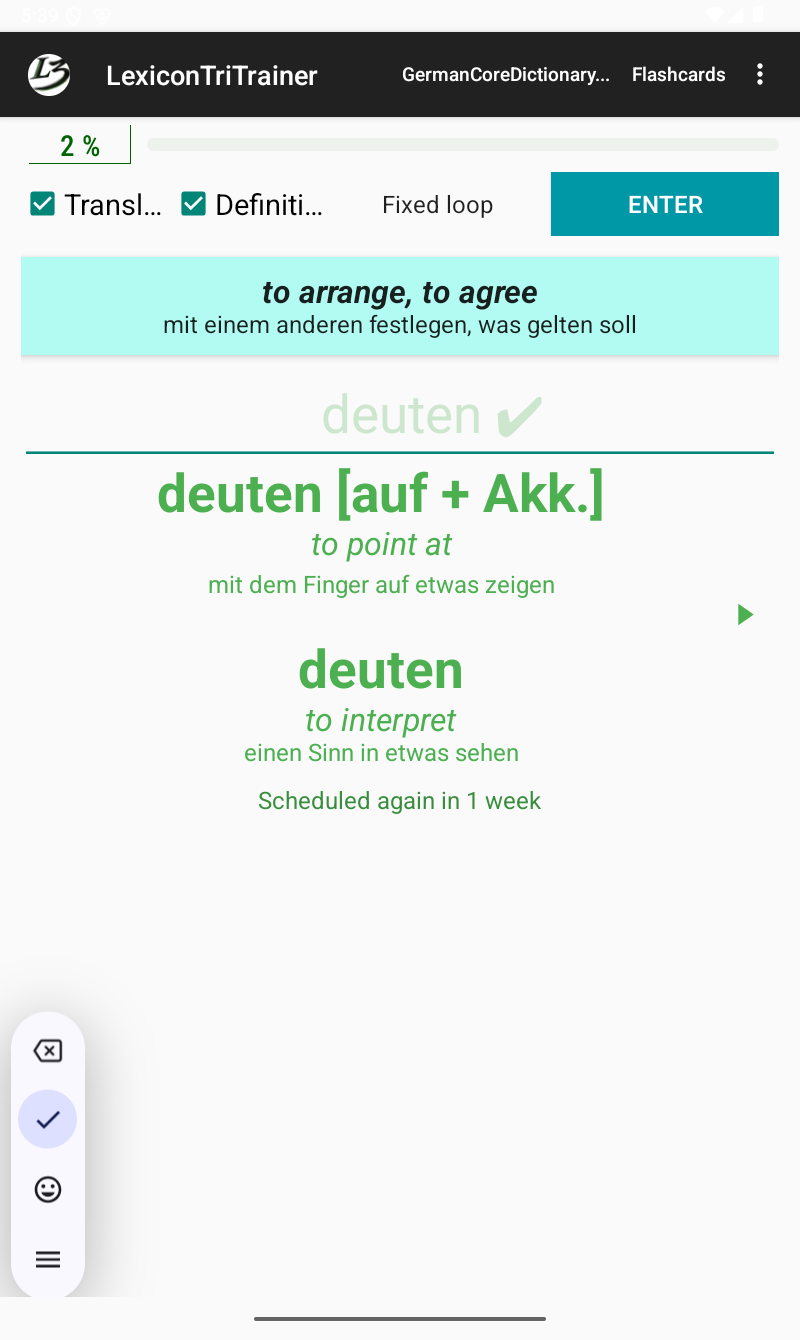 5:39
LexiconTriTrainer
GermanCoreDictionary...
Flashcards
2 %
Transl...
Definiti...
Fixed loop
ENTER
to arrange, to agree
mit einem anderen festlegen, was gelten soll
deuten ✔
deuten [auf + Akk.]
to point at
mit dem Finger auf etwas zeigen
deuten
to interpret
einen Sinn in etwas sehen
Scheduled again in 1 week